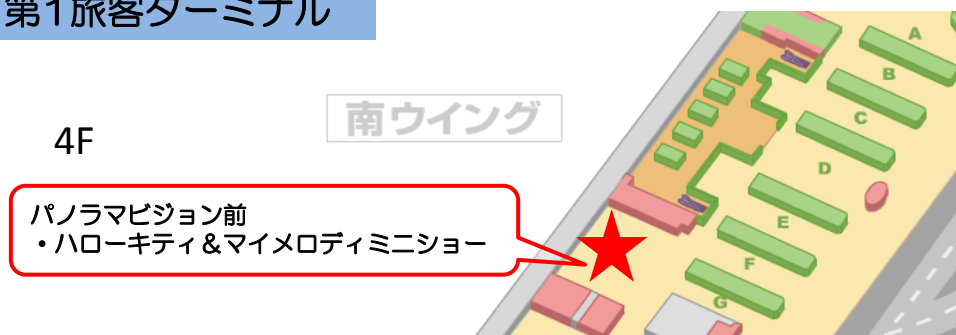 第1旅客ターミナル
南ウイング
4F
パノラマビジョン前
・ハローキティ＆マイメロディミニショー
A
B
C
D
E
F
G